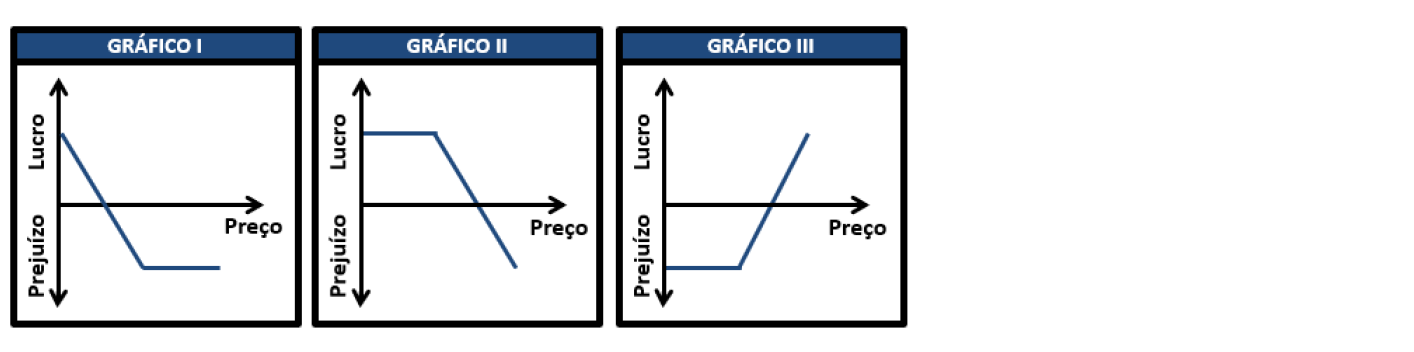 GRÁFICO I
Lucro
Prejuízo
Preço
GRÁFICO II
Lucro
Prejuízo
Preço
GRÁFICO III
Lucro
Prejuízo
Preço